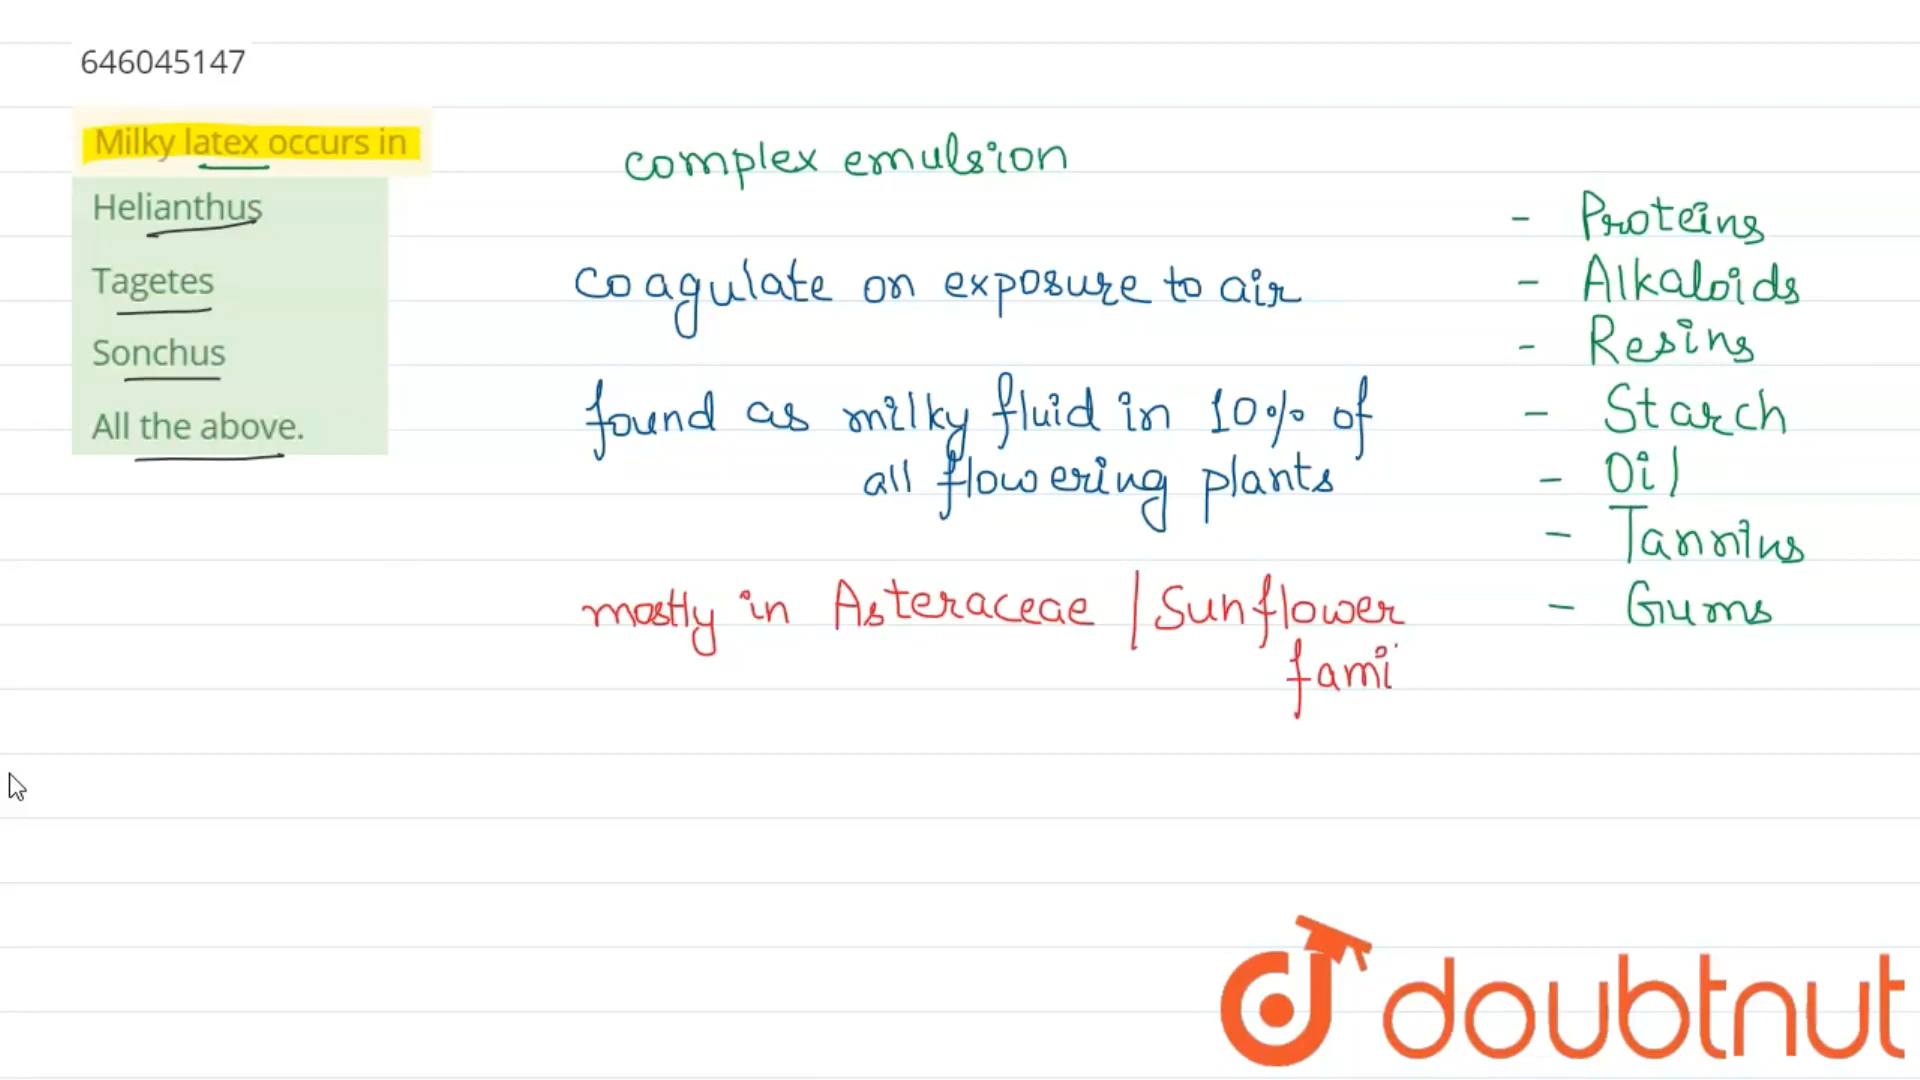 646045147
Milky latex occurs in
Helianthus
Tagetes
Sonchus
All the above.
complex emulsion
coagulate on exposure to air
found as milky fluid in 10% of
all flowering plants
mostly in Asteraceae | Sunflower
fami
- Proteins
- Alkaloids
- Resins
- Starch
- Oil
- Tannins
- Gums
doubtnut